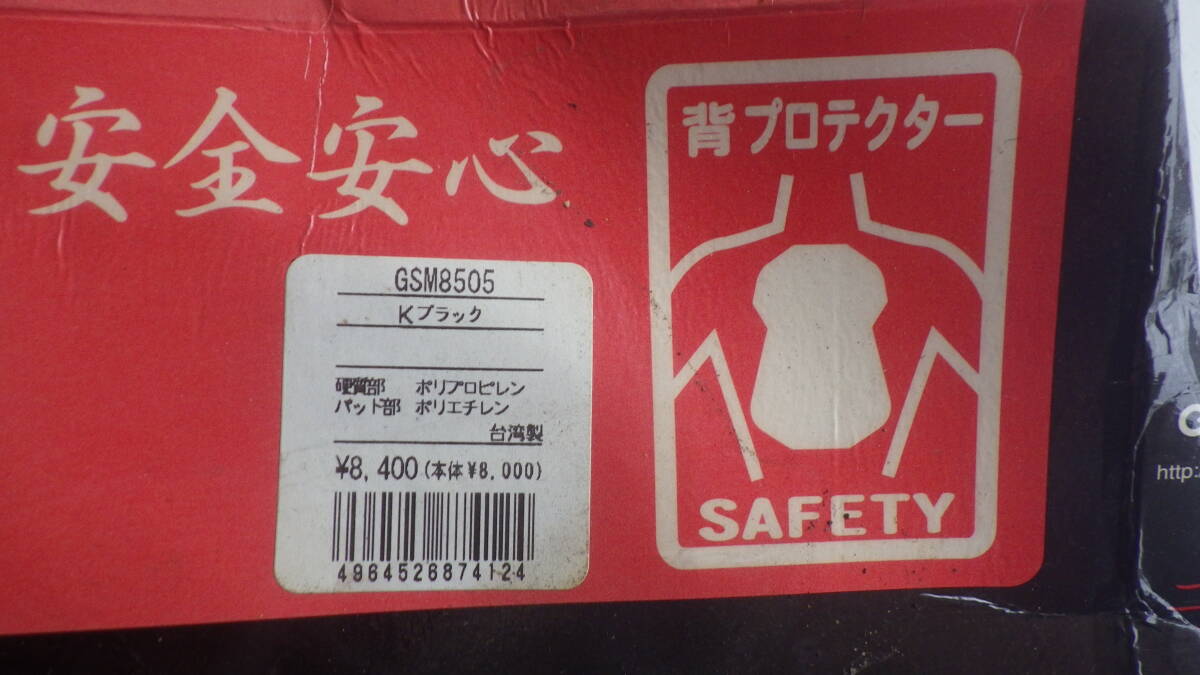 安全安心
背プロテクター
SAFETY
GSM8505
Kブラック
硬質部 ポリプロピレン
パット部 ポリエチレン
台湾製
¥8,400(本体¥8,000)
4964526874124
G
http: